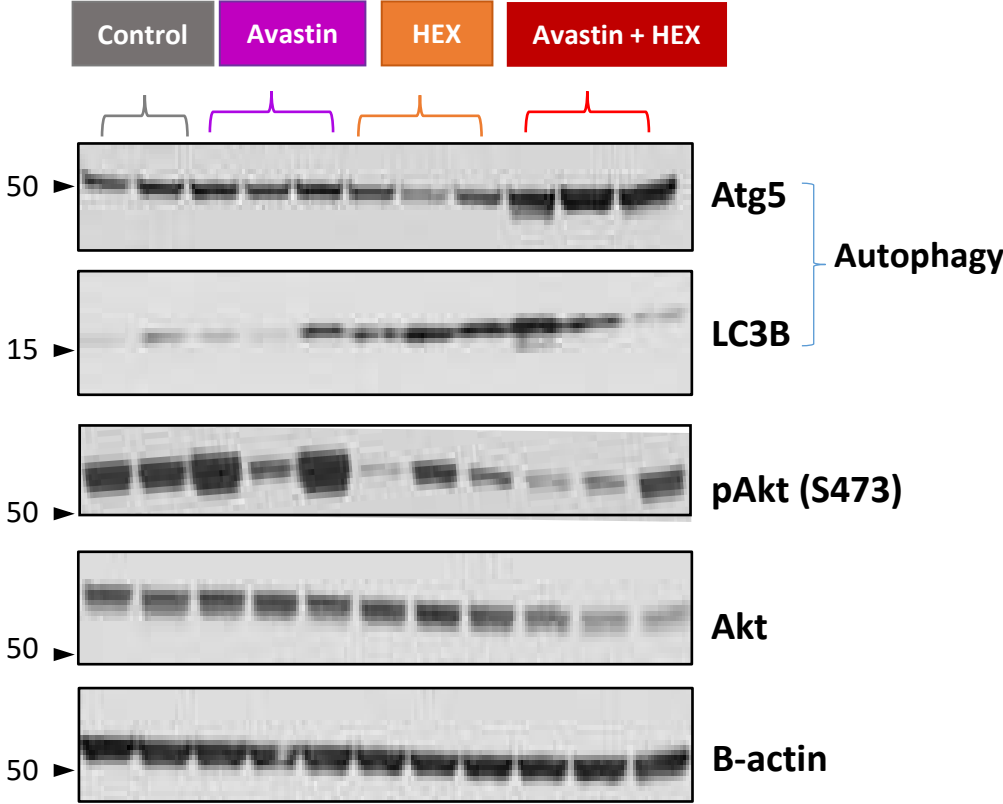 Control Avastin HEX Avastin + HEX
50 Atg5
Autophagy
15 LC3B
50 pAkt (S473)
50 Akt
50 B-actin